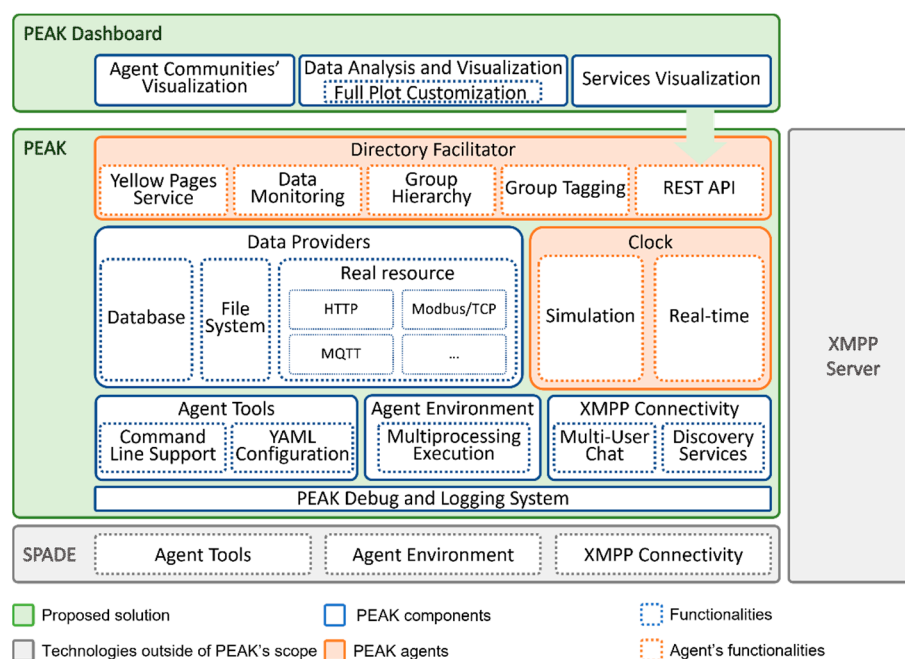 PEAK Dashboard
Agent Communities'
Visualization
Data Analysis and Visualization
Full Plot Customization
Services Visualization
PEAK
Directory Facilitator
Yellow Pages
Service
Data
Monitoring
Group
Hierarchy
Group Tagging
REST API
Data Providers
Database
File
System
Real resource
HTTP
Modbus/TCP
MQTT
...
Clock
Simulation
Real-time
XMPP
Server
Agent Tools
Command
Line Support
YAML
Configuration
Agent Environment
Multiprocessing
Execution
XMPP Connectivity
Multi-User
Chat
Discovery
Services
PEAK Debug and Logging System
SPADE
Agent Tools
Agent Environment
XMPP Connectivity
Proposed solution
PEAK components
Functionalities
Technologies outside of PEAK's scope
PEAK agents
Agent's functionalities